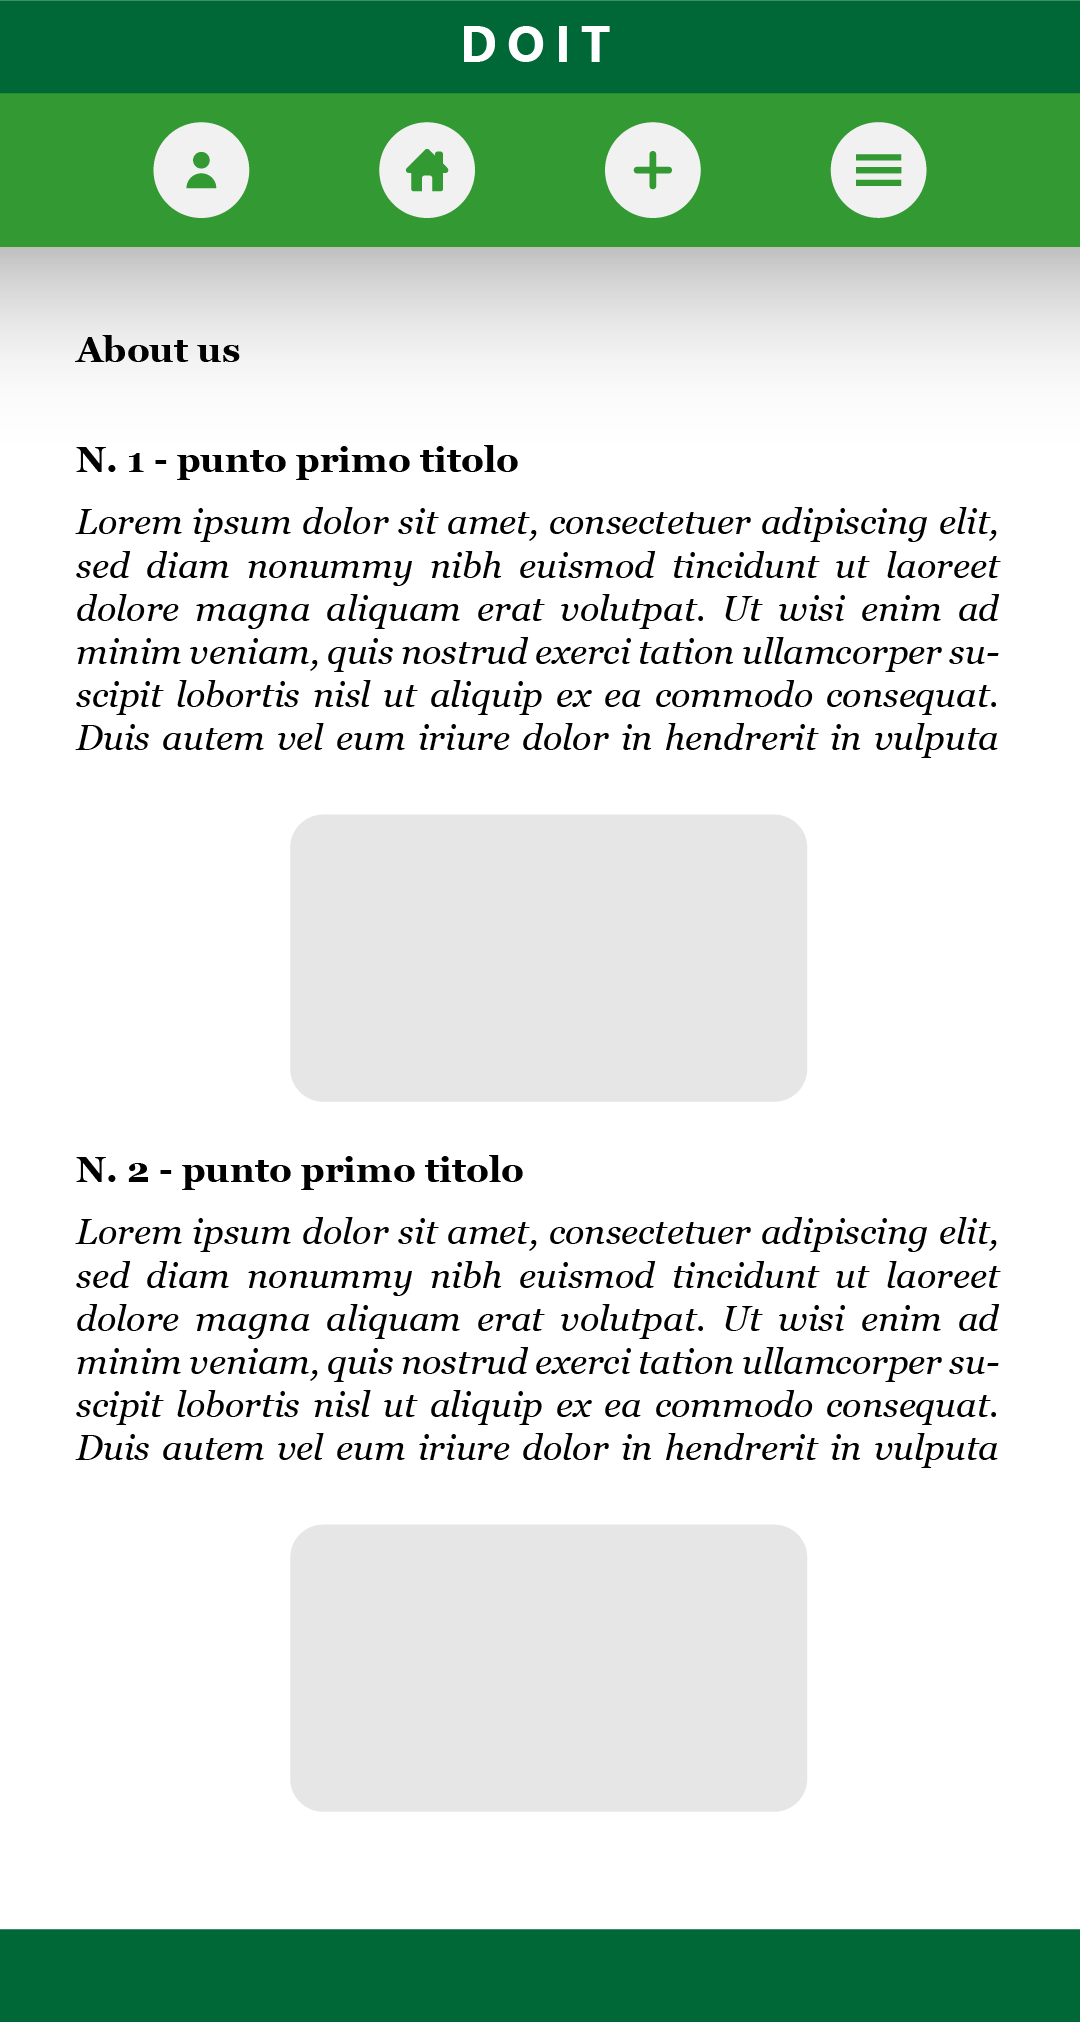 DOIT
About us
N. 1 - punto primo titolo
Lorem ipsum dolor sit amet, consectetuer adipiscing elit,
sed diam nonummy nibh euismod tincidunt ut laoreet
dolore magna aliquam erat volutpat. Ut wisi enim ad
minim veniam, quis nostrud exerci tation ullamcorper su-
scipit lobortis nisl ut aliquip ex ea commodo consequat.
Duis autem vel eum iriure dolor in hendrerit in vulputa
N. 2 - punto primo titolo
Lorem ipsum dolor sit amet, consectetuer adipiscing elit,
sed diam nonummy nibh euismod tincidunt ut laoreet
dolore magna aliquam erat volutpat. Ut wisi enim ad
minim veniam, quis nostrud exerci tation ullamcorper su-
scipit lobortis nisl ut aliquip ex ea commodo consequat.
Duis autem vel eum iriure dolor in hendrerit in vulputa